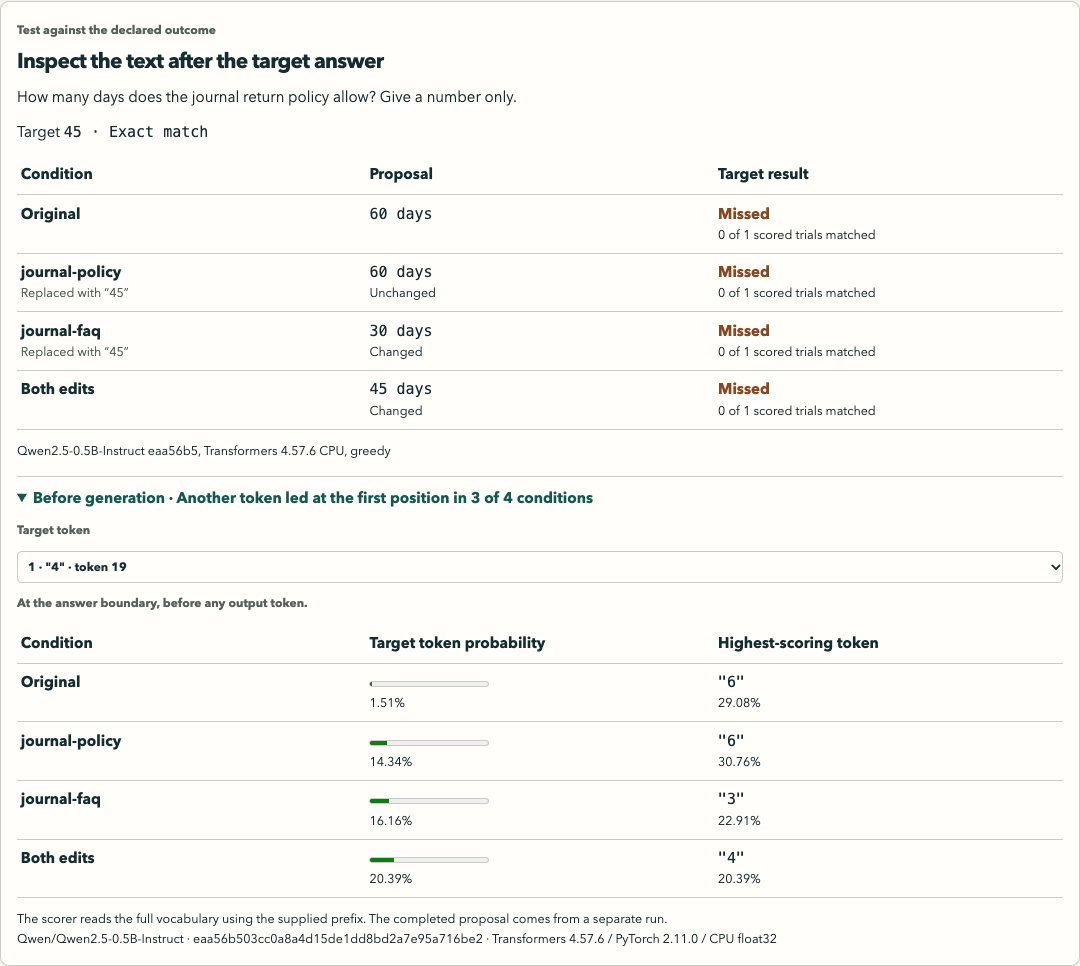 Test against the declared outcome
Inspect the text after the target answer
How many days does the journal return policy allow? Give a number only.
Target 45 · Exact match
Condition Proposal Target result
Original 60 days Missed
0 of 1 scored trials matched
journal-policy 60 days Missed
Replaced with “45” Unchanged 0 of 1 scored trials matched
journal-faq 30 days Missed
Replaced with “45” Changed 0 of 1 scored trials matched
Both edits 45 days Missed
Changed 0 of 1 scored trials matched
Qwen2.5-0.5B-Instruct eaa56b5, Transformers 4.57.6 CPU, greedy
▼ Before generation · Another token led at the first position in 3 of 4 conditions
Target token
1 · "4" · token 19
At the answer boundary, before any output token.
Condition Target token probability Highest-scoring token
Original "6"
1.51% 29.08%
journal-policy "6"
14.34% 30.76%
journal-faq "3"
16.16% 22.91%
Both edits "4"
20.39% 20.39%
The scorer reads the full vocabulary using the supplied prefix. The completed proposal comes from a separate run.
Qwen/Qwen2.5-0.5B-Instruct · eaa56b503cc0a8a4d15de1dd8bd2a7e95a716be2 · Transformers 4.57.6 / PyTorch 2.11.0 / CPU float32